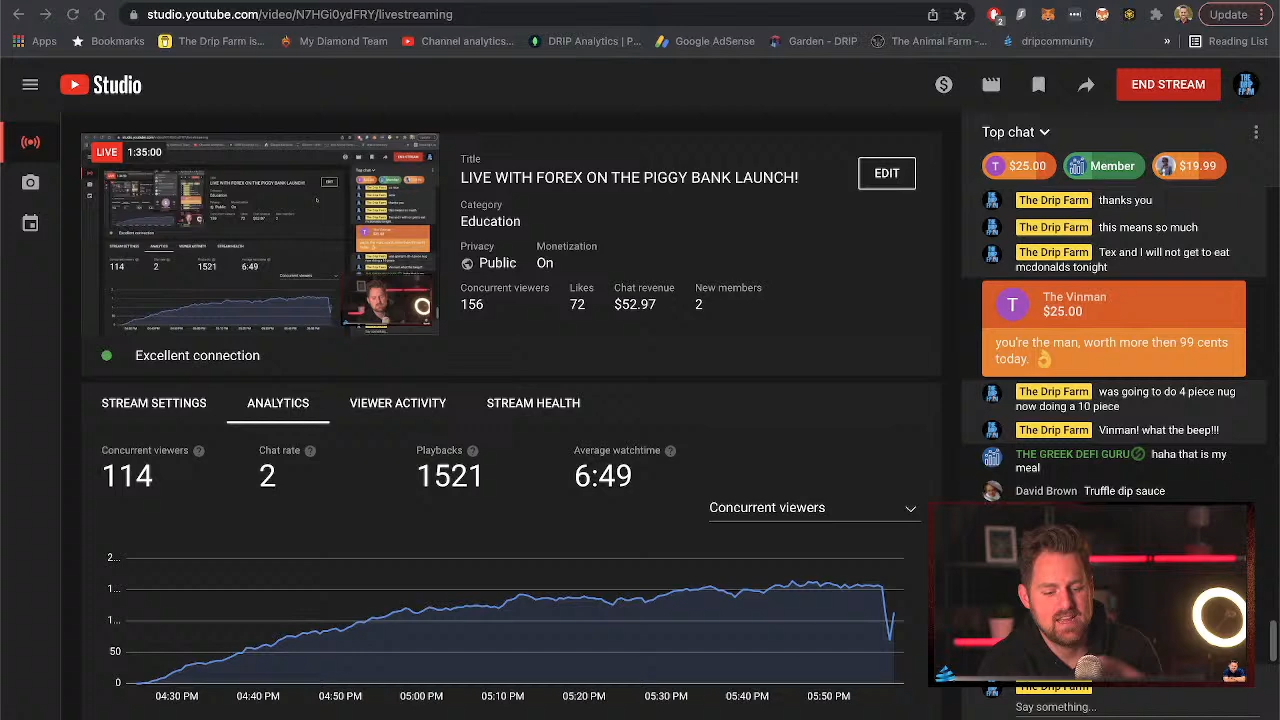 studio.youtube.com/video/N7HGi0ydFRY/livestreaming
2
Update
Apps
Bookmarks
The Drip Farm is...
My Diamond Team
Channel analytics...
DRIP Analytics | P...
Google AdSense
Garden - DRIP
The Animal Farm -...
dripcommunity
»
Reading List
Studio
END STREAM
LIVE
1:35:00
Title
LIVE WITH FOREX ON THE PIGGY BANK LAUNCH!
EDIT
Category
Education
Privacy
Monetization
Public
On
Concurrent viewers
Likes
Chat revenue
New members
156
72
$52.97
2
Excellent connection
STREAM SETTINGS
ANALYTICS
VIEWER ACTIVITY
STREAM HEALTH
Concurrent viewers
Chat rate
Playbacks
Average watchtime
114
2
1521
6:49
Concurrent viewers
2...
1...
1...
50
0
04:30 PM
04:40 PM
04:50 PM
05:00 PM
05:10 PM
05:20 PM
05:30 PM
05:40 PM
05:50 PM
Top chat
T $25.00
Member
$19.99
The Drip Farm thanks you
The Drip Farm this means so much
The Drip Farm Tex and I will not get to eat
mcdonalds tonight
T
The Vinman
$25.00
you're the man, worth more then 99 cents
today. 👌
The Drip Farm was going to do 4 piece nug
now doing a 10 piece
The Drip Farm Vinman! what the beep!!!
THE GREEK DEFI GURU haha that is my
meal
David Brown Truffle dip sauce
The Drip Farm
Say something...